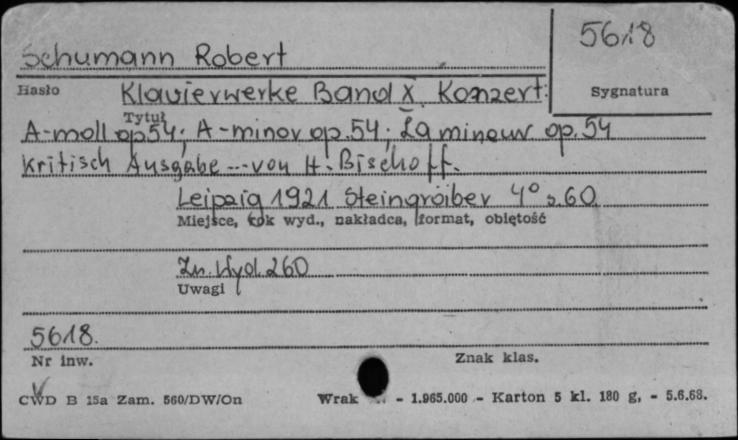 5618
Schumann Robert
Hasło
Sygnatura
Klavierwerke Band X. Konzert:
Tytuł
A-moll op 54; A-minor op. 54; La mineur op. 54
Kritisch Ausgabe --- von H. Bischoff.
Leipzig 1921 Steingräiber 4° s. 60
Miejsce, rok wyd., nakładca, format, objętość
Zn. Wyd. 260
Uwagi
5618.
Nr inw.
Znak klas.
CWD B 15a Zam. 560/DW/On
Wrak - 1.965.000 - Karton 5 kl. 180 g, - 5.6.68.